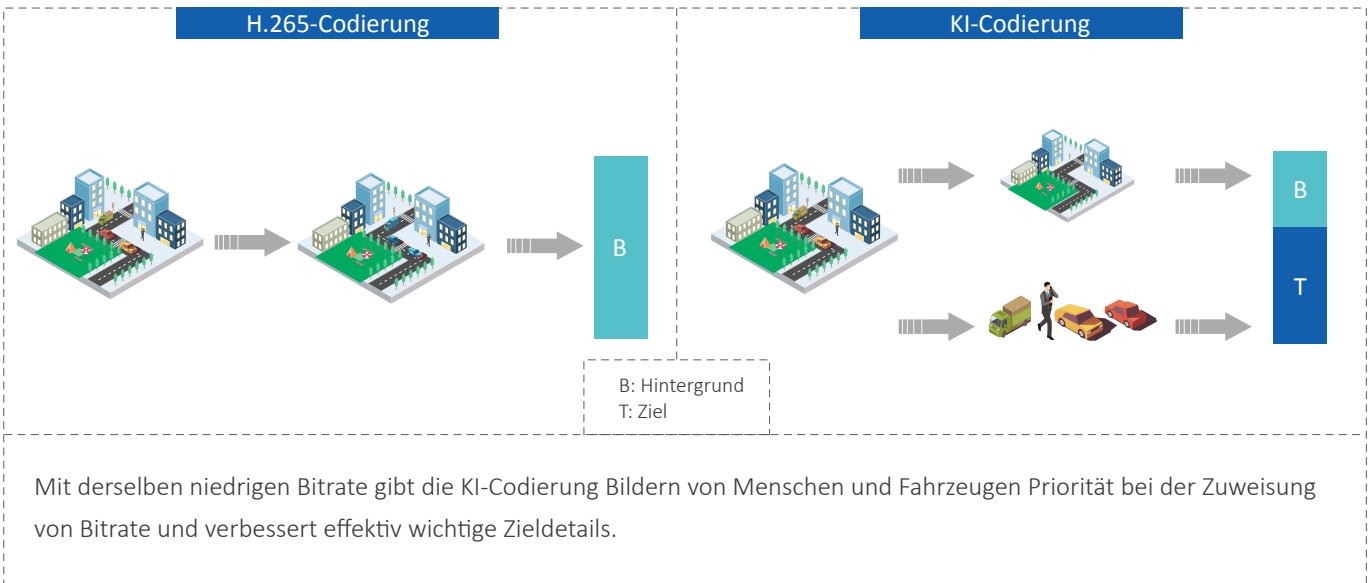 H.265-Codierung
KI-Codierung
B
B
T
B: Hintergrund
T: Ziel
Mit derselben niedrigen Bitrate gibt die KI-Codierung Bildern von Menschen und Fahrzeugen Priorität bei der Zuweisung
von Bitrate und verbessert effektiv wichtige Zieldetails.